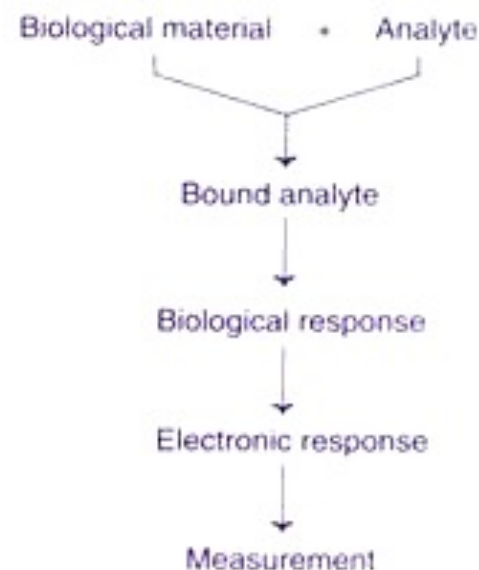 Biological material + Analyte
Bound analyte
Biological response
Electronic response
Measurement